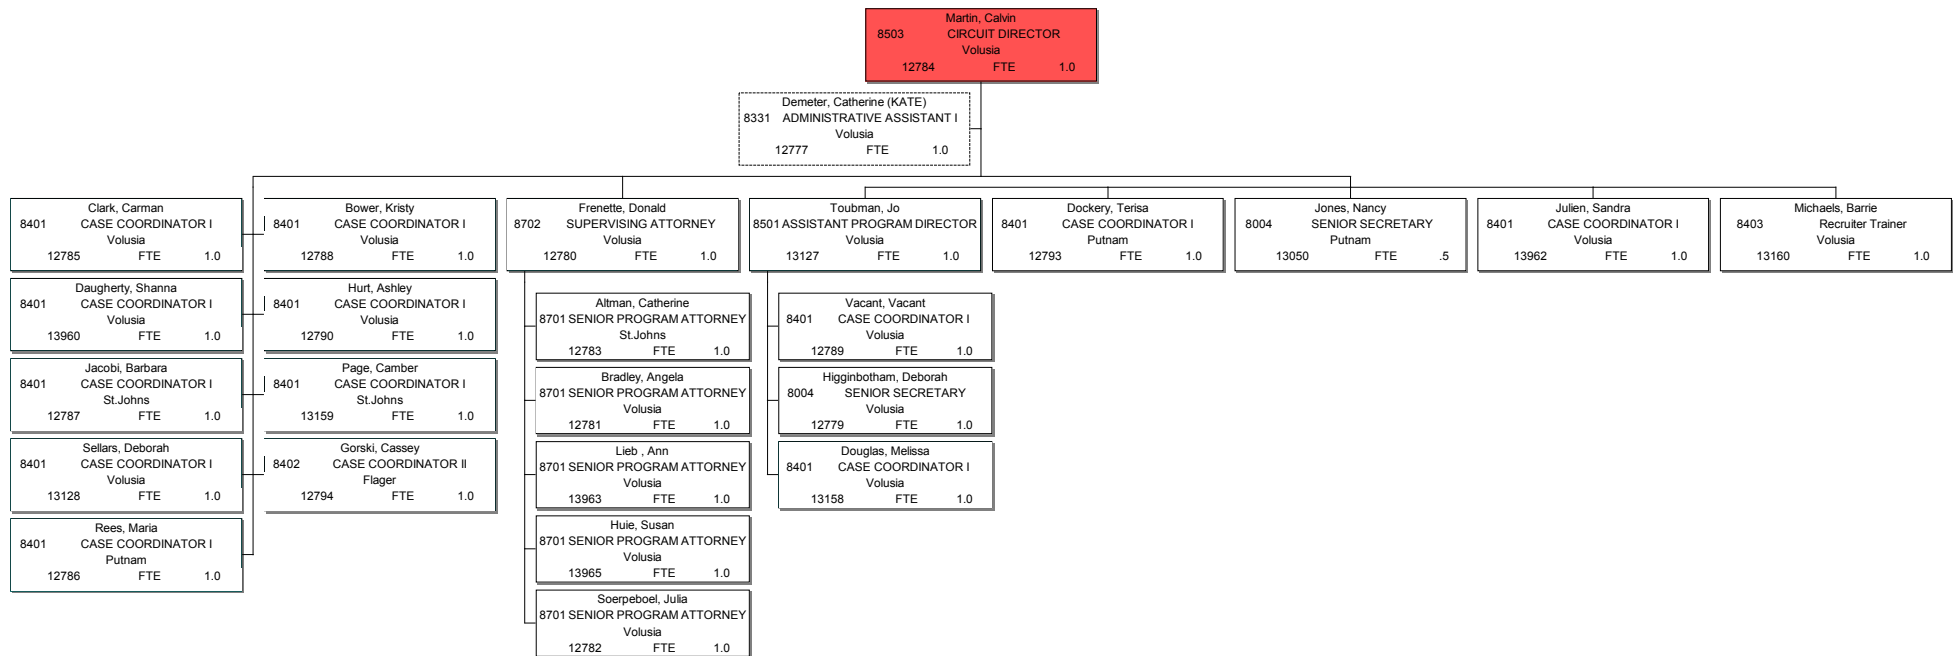 Martin, Calvin
8503 CIRCUIT DIRECTOR
Volusia
12784 FTE 1.0
Demeter, Catherine (KATE)
8331 ADMINISTRATIVE ASSISTANT I
Volusia
12777 FTE 1.0
Clark, Carman
8401 CASE COORDINATOR I
Volusia
12785 FTE 1.0
Daugherty, Shanna
8401 CASE COORDINATOR I
Volusia
13960 FTE 1.0
Jacobi, Barbara
8401 CASE COORDINATOR I
St.Johns
12787 FTE 1.0
Sellars, Deborah
8401 CASE COORDINATOR I
Volusia
13128 FTE 1.0
Rees, Maria
8401 CASE COORDINATOR I
Putnam
12786 FTE 1.0
Bower, Kristy
8401 CASE COORDINATOR I
Volusia
12788 FTE 1.0
Hurt, Ashley
8401 CASE COORDINATOR I
Volusia
12790 FTE 1.0
Page, Camber
8401 CASE COORDINATOR I
St.Johns
13159 FTE 1.0
Gorski, Cassey
8402 CASE COORDINATOR II
Flager
12794 FTE 1.0
Frenette, Donald
8702 SUPERVISING ATTORNEY
Volusia
12780 FTE 1.0
Altman, Catherine
8701 SENIOR PROGRAM ATTORNEY
St.Johns
12783 FTE 1.0
Bradley, Angela
8701 SENIOR PROGRAM ATTORNEY
Volusia
12781 FTE 1.0
Lieb , Ann
8701 SENIOR PROGRAM ATTORNEY
Volusia
13963 FTE 1.0
Huie, Susan
8701 SENIOR PROGRAM ATTORNEY
Volusia
13965 FTE 1.0
Soerpeboel, Julia
8701 SENIOR PROGRAM ATTORNEY
Volusia
12782 FTE 1.0
Toubman, Jo
8501 ASSISTANT PROGRAM DIRECTOR
Volusia
13127 FTE 1.0
Vacant, Vacant
8401 CASE COORDINATOR I
Volusia
12789 FTE 1.0
Higginbotham, Deborah
8004 SENIOR SECRETARY
Volusia
12779 FTE 1.0
Douglas, Melissa
8401 CASE COORDINATOR I
Volusia
13158 FTE 1.0
Dockery, Terisa
8401 CASE COORDINATOR I
Putnam
12793 FTE 1.0
Jones, Nancy
8004 SENIOR SECRETARY
Putnam
13050 FTE .5
Julien, Sandra
8401 CASE COORDINATOR I
Volusia
13962 FTE 1.0
Michaels, Barrie
8403 Recruiter Trainer
Volusia
13160 FTE 1.0